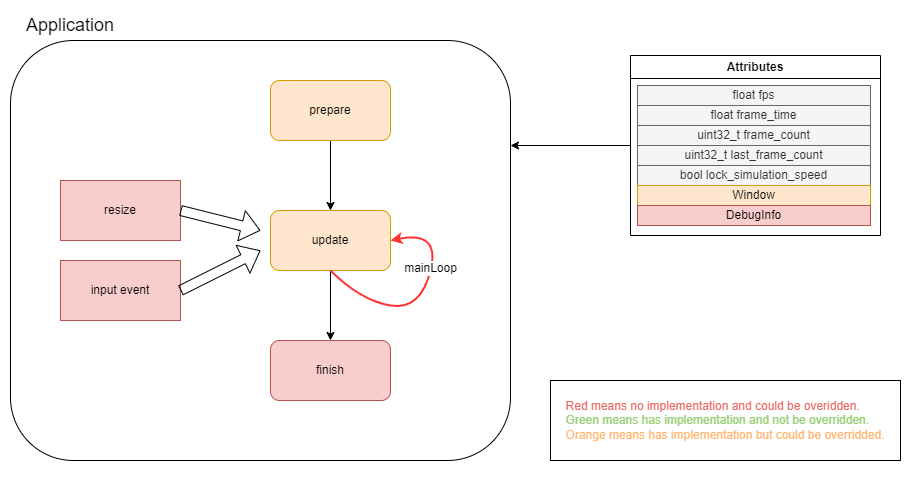 Application
prepare
resize
update
mainLoop
input event
finish
Attributes
float fps
float frame_time
uint32_t frame_count
uint32_t last_frame_count
bool lock_simulation_speed
Window
DebugInfo
Red means no implementation and could be overidden.
Green means has implementation and not be overridden.
Orange means has implementation but could be overridded.